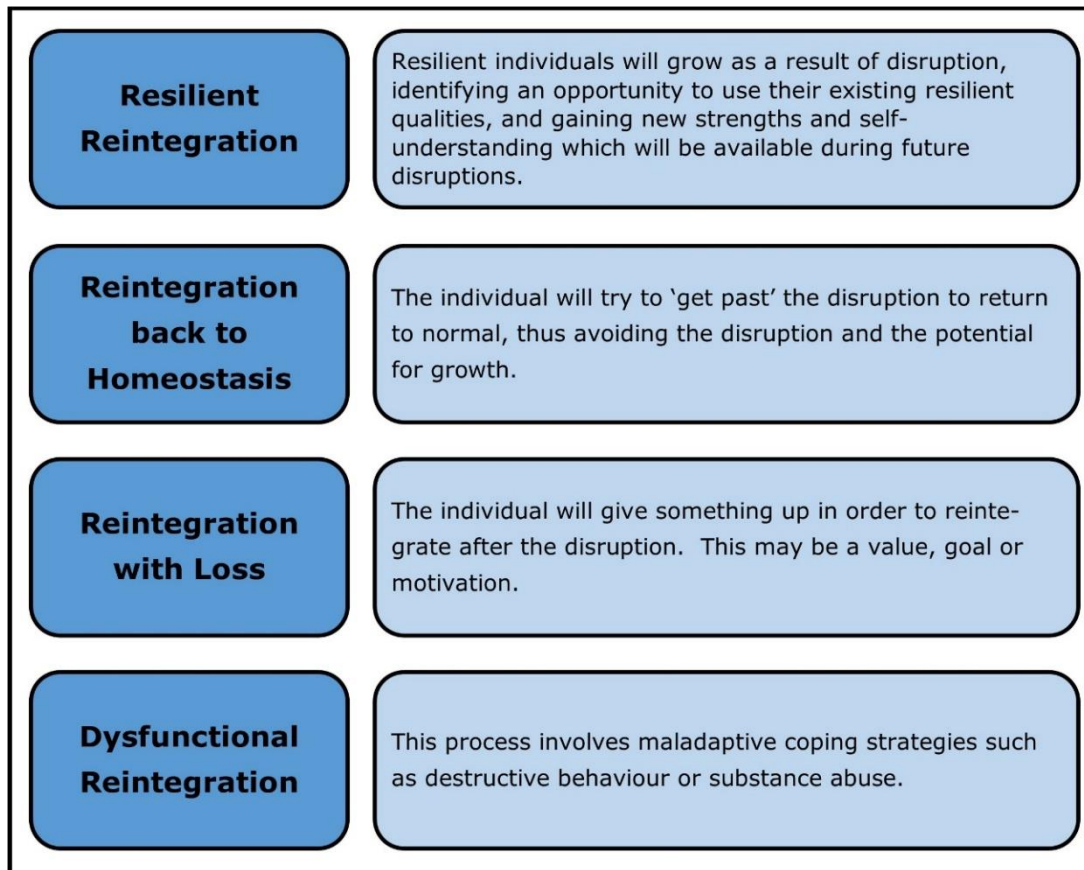 Resilient
Reintegration
Resilient individuals will grow as a result of disruption,
identifying an opportunity to use their existing resilient
qualities, and gaining new strengths and self-
understanding which will be available during future
disruptions.
Reintegration
back to
Homeostasis
The individual will try to ‘get past’ the disruption to return
to normal, thus avoiding the disruption and the potential
for growth.
Reintegration
with Loss
The individual will give something up in order to reinte-
grate after the disruption.  This may be a value, goal or
motivation.
Dysfunctional
Reintegration
This process involves maladaptive coping strategies such
as destructive behaviour or substance abuse.